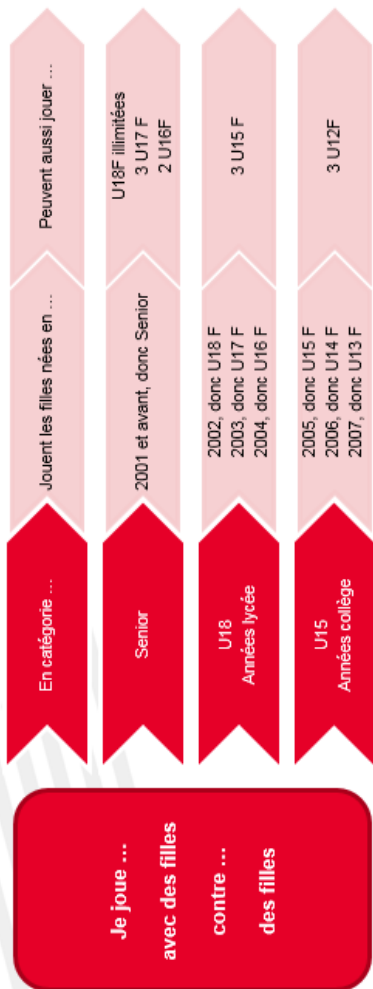 Je joue ...
avec des filles
contre ...
des filles
En catégorie ...
Jouent les filles nées en ...
Peuvent aussi jouer ...
Senior
2001 et avant, donc Senior
U18F illimitées
3 U17 F
2 U16F
U18
Années lycée
2002, donc U18 F
2003, donc U17 F
2004, donc U16 F
3 U15 F
U15
Années collège
2005, donc U15 F
2006, donc U14 F
2007, donc U13 F
3 U12F